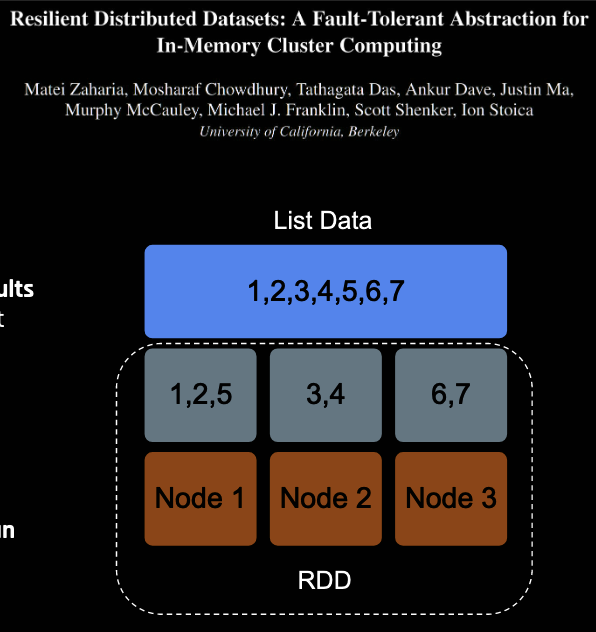 Resilient Distributed Datasets: A Fault-Tolerant Abstraction for
In-Memory Cluster Computing
Matei Zaharia, Mosharaf Chowdhury, Tathagata Das, Ankur Dave, Justin Ma,
Murphy McCauley, Michael J. Franklin, Scott Shenker, Ion Stoica
University of California, Berkeley
List Data
1,2,3,4,5,6,7
ults
t
1,2,5 3,4 6,7
Node 1 Node 2 Node 3
un
RDD